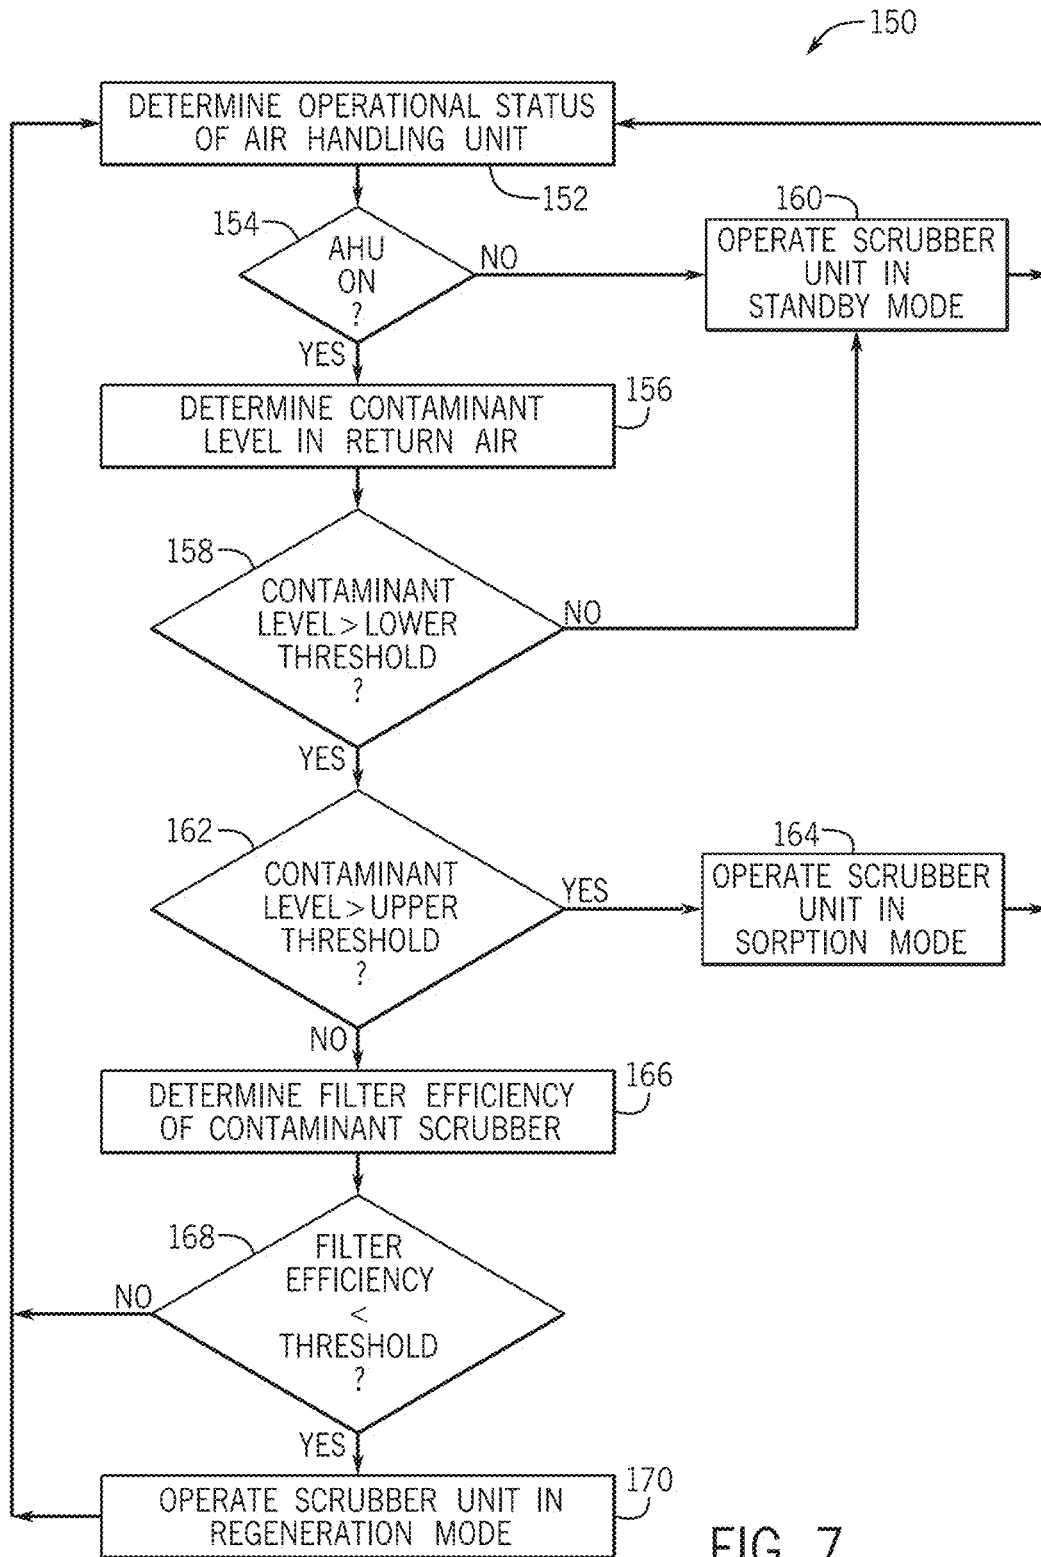 150
DETERMINE OPERATIONAL STATUS
OF AIR HANDLING UNIT
152
154
AHU
ON
?
NO
YES
160
OPERATE SCRUBBER
UNIT IN
STANDBY MODE
DETERMINE CONTAMINANT
LEVEL IN RETURN AIR
156
158
CONTAMINANT
LEVEL > LOWER
THRESHOLD
?
NO
YES
162
CONTAMINANT
LEVEL > UPPER
THRESHOLD
?
YES
NO
164
OPERATE SCRUBBER
UNIT IN
SORPTION MODE
DETERMINE FILTER EFFICIENCY
OF CONTAMINANT SCRUBBER
166
168
FILTER
EFFICIENCY
<
THRESHOLD
?
NO
YES
OPERATE SCRUBBER UNIT IN
REGENERATION MODE
170
FIG. 7